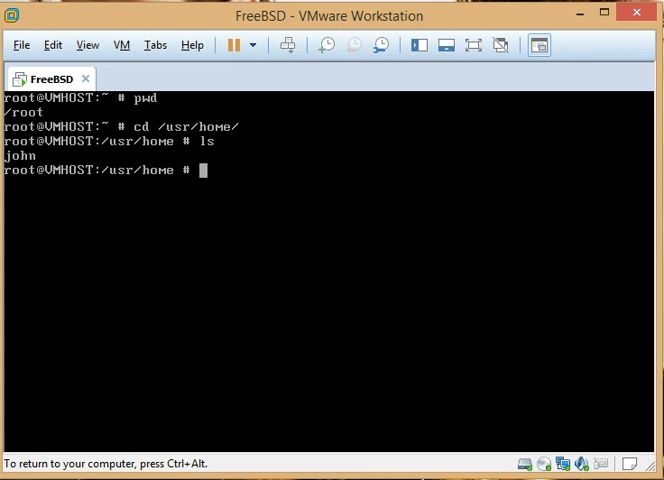 FreeBSD - VMware Workstation
File Edit View VM Tabs Help
FreeBSD
root@VMHOST:~ # pwd
/root
root@VMHOST:~ # cd /usr/home/
root@VMHOST:/usr/home # ls
john
root@VMHOST:/usr/home #
To return to your computer, press Ctrl+Alt.